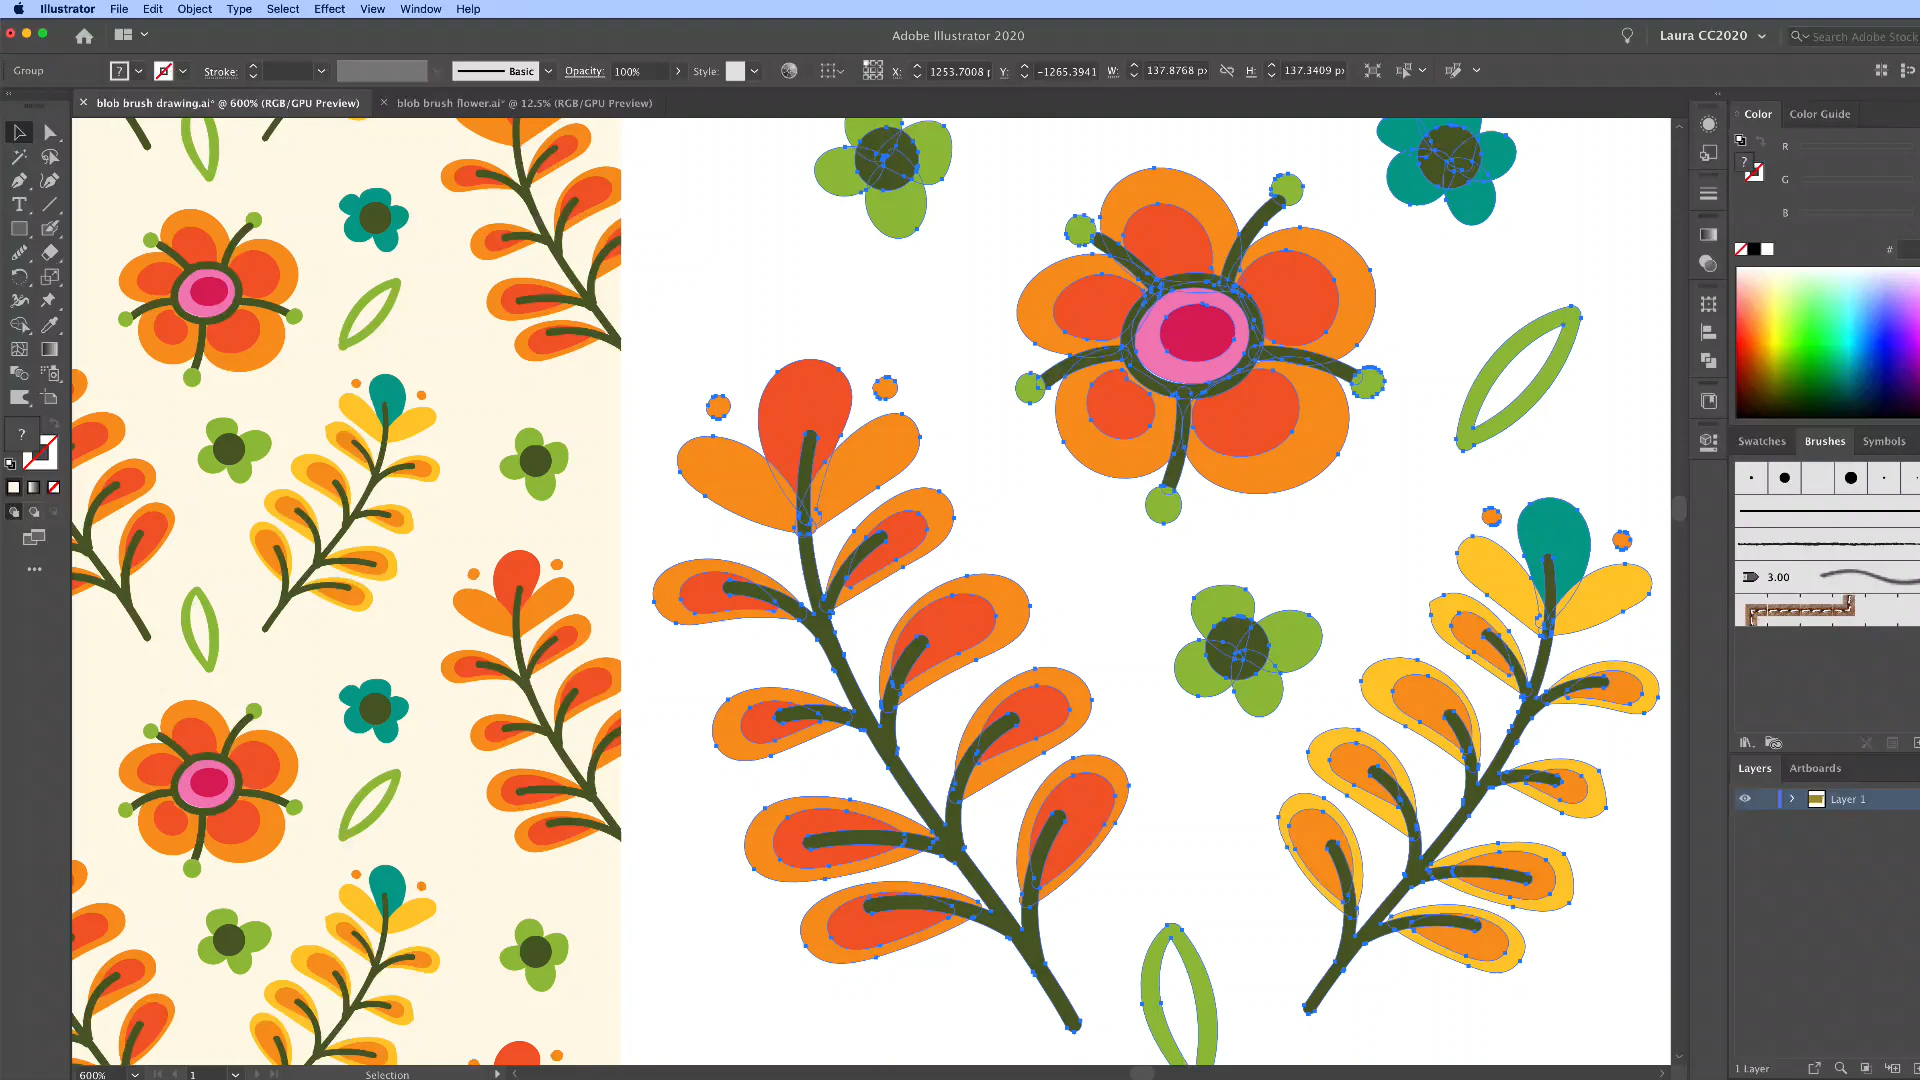 Illustrator File Edit Object Type Select Effect View Window Help
Adobe Illustrator 2020
Laura CC2020
Search Adobe Stock
Group
?
Stroke:
Basic
Opacity: 100%
Style:
X: 1253.7008 p
Y: -1265.3941
W: 137.8768 px
H: 137.3409 px
× blob brush drawing.ai* @ 600% (RGB/GPU Preview)
× blob brush flower.ai* @ 12.5% (RGB/GPU Preview)
Color Color Guide
R
?
G
B
#
?
Swatches Brushes Symbols
3.00
Layers Artboards
Layer 1
1 Layer
600%
1
Selection